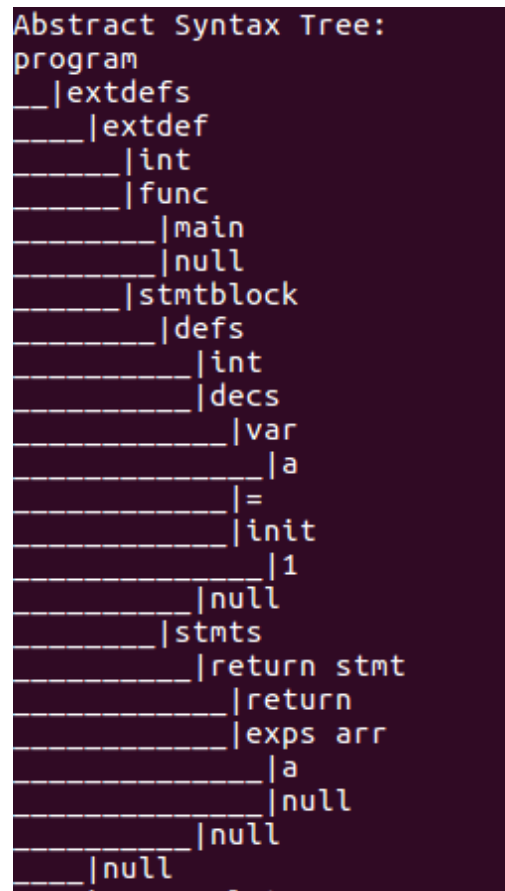 Abstract Syntax Tree:
program
__|extdefs
____|extdef
______|int
______|func
________|main
________|null
______|stmtblock
________|defs
__________|int
__________|decs
____________|var
______________|a
____________|=
____________|init
______________|1
__________|null
________|stmts
__________|return stmt
____________|return
____________|exps arr
______________|a
______________|null
__________|null
____|null